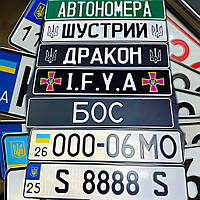 АВТОНОМЕРА
ШУСТРИЙ
ДРАКОН
I.F.Y.A
БОС
26 000-06 МО
25 S 8888 S